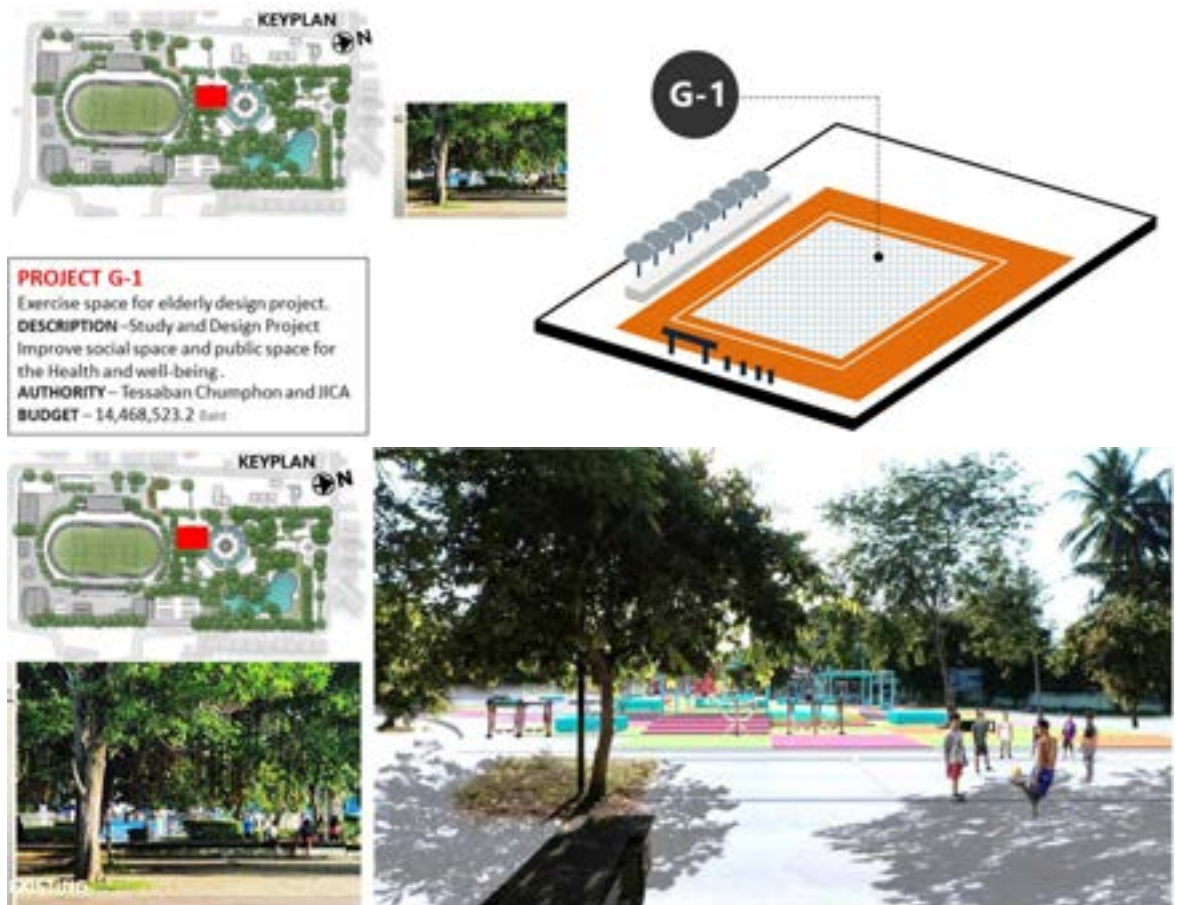 KEYPLAN
N
G-1
PROJECT G-1
Exercise space for elderly design project.
DESCRIPTION –Study and Design Project
Improve social space and public space for
the Health and well-being .
AUTHORITY – Tessaban Chumphon and JICA
BUDGET – 14,468,523.2 Baht
KEYPLAN
N
EXISTING